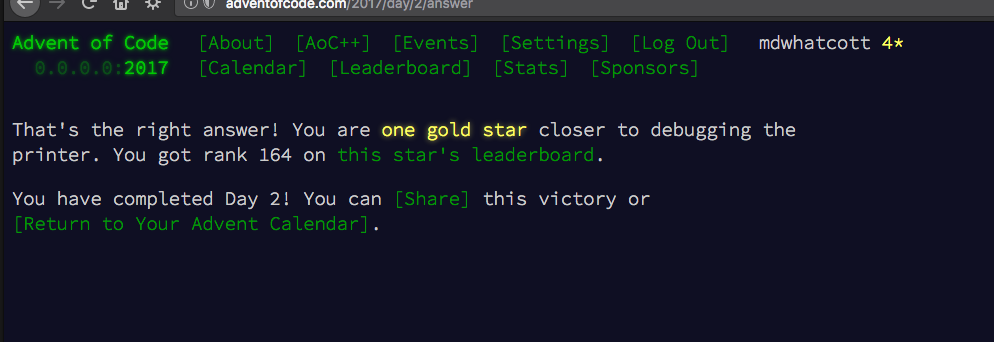 adventofcode.com/2017/day/2/answer
Advent of Code [About] [AoC++] [Events] [Settings] [Log Out] mdwhatcott 4*
0.0.0.0:2017 [Calendar] [Leaderboard] [Stats] [Sponsors]
That's the right answer! You are one gold star closer to debugging the
printer. You got rank 164 on this star's leaderboard.
You have completed Day 2! You can [Share] this victory or
[Return to Your Advent Calendar].